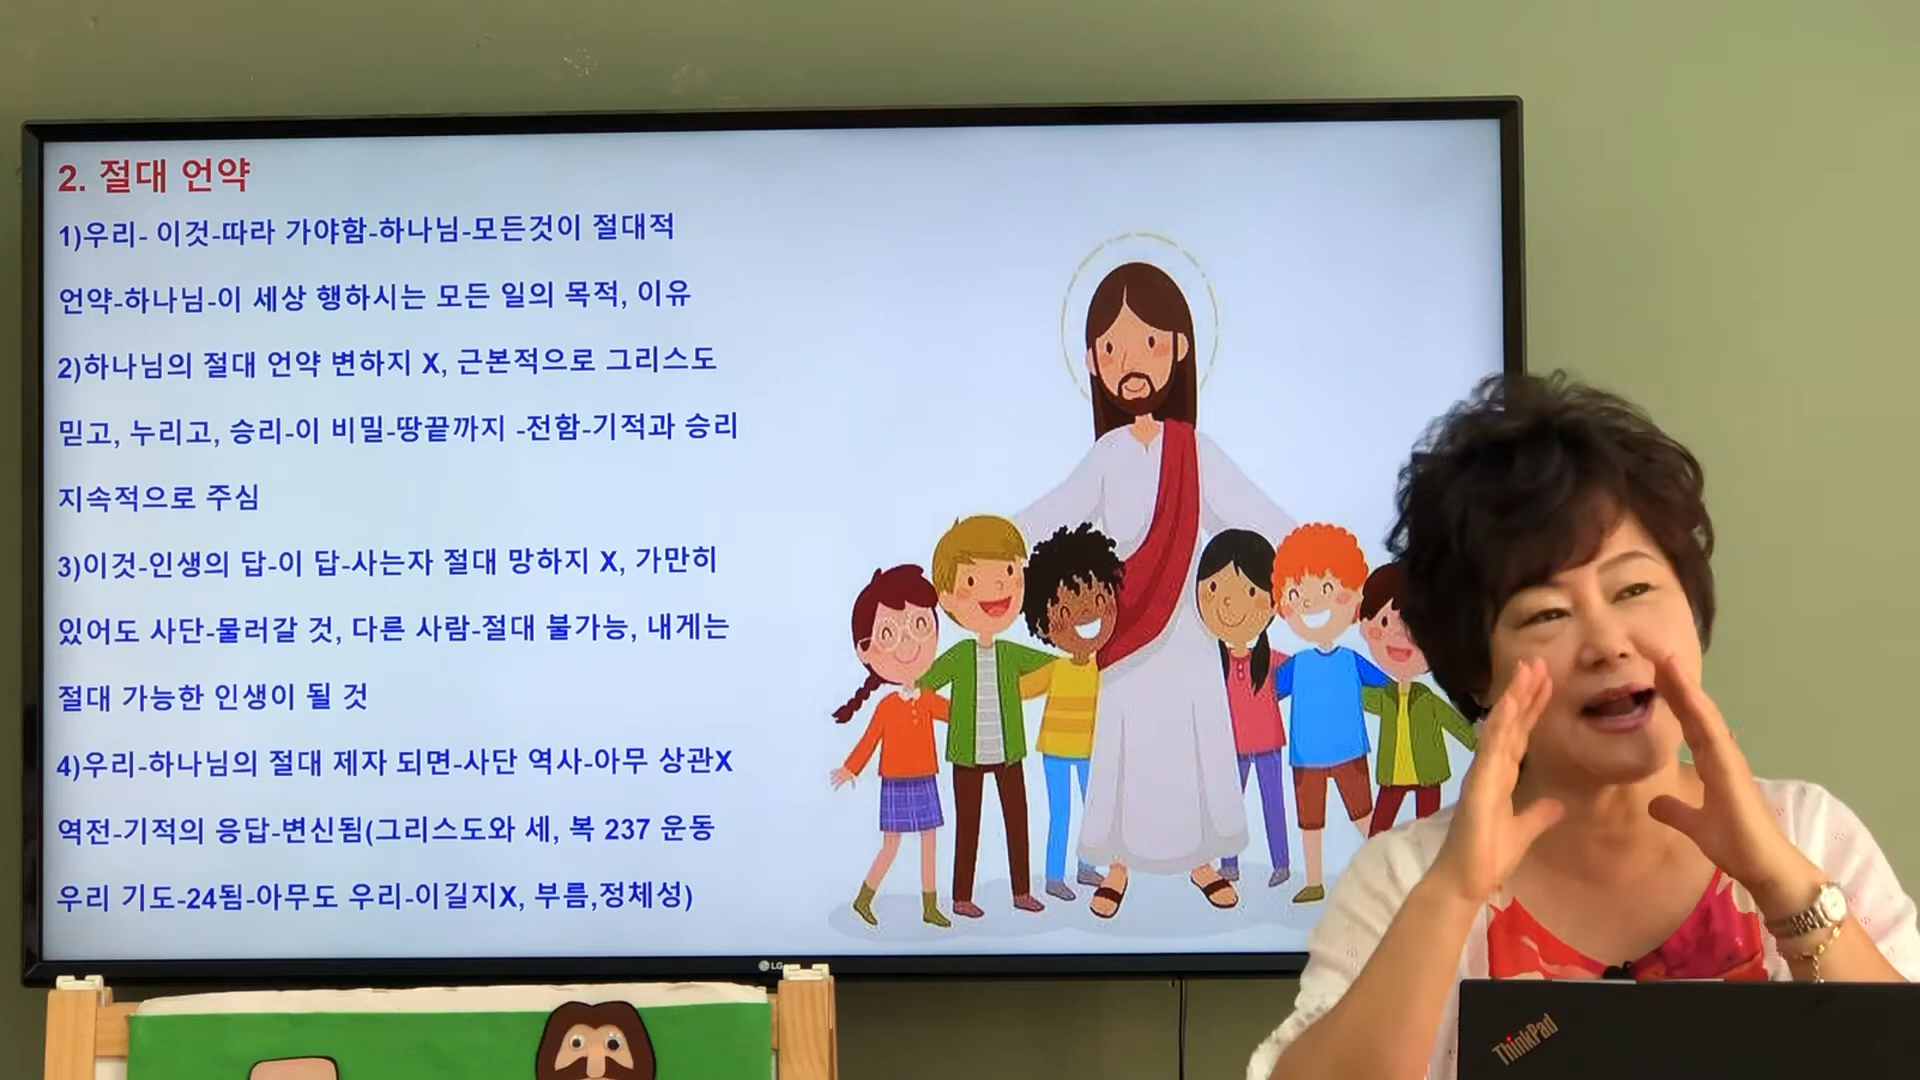 2. 절대 언약
1)우리- 이것-따라 가야함-하나님-모든것이 절대적
언약-하나님-이 세상 행하시는 모든 일의 목적, 이유
2)하나님의 절대 언약 변하지 X, 근본적으로 그리스도
믿고, 누리고, 승리-이 비밀-땅끝까지 -전함-기적과 승리
지속적으로 주심
3)이것-인생의 답-이 답-사는자 절대 망하지 X, 가만히
있어도 사단-물러갈 것, 다른 사람-절대 불가능, 내게는
절대 가능한 인생이 될 것
4)우리-하나님의 절대 제자 되면-사단 역사-아무 상관X
역전-기적의 응답-변신됨(그리스도와 세, 복 237 운동
우리 기도-24됨-아무도 우리-이길지X, 부름,정체성)
LG
ThinkPad